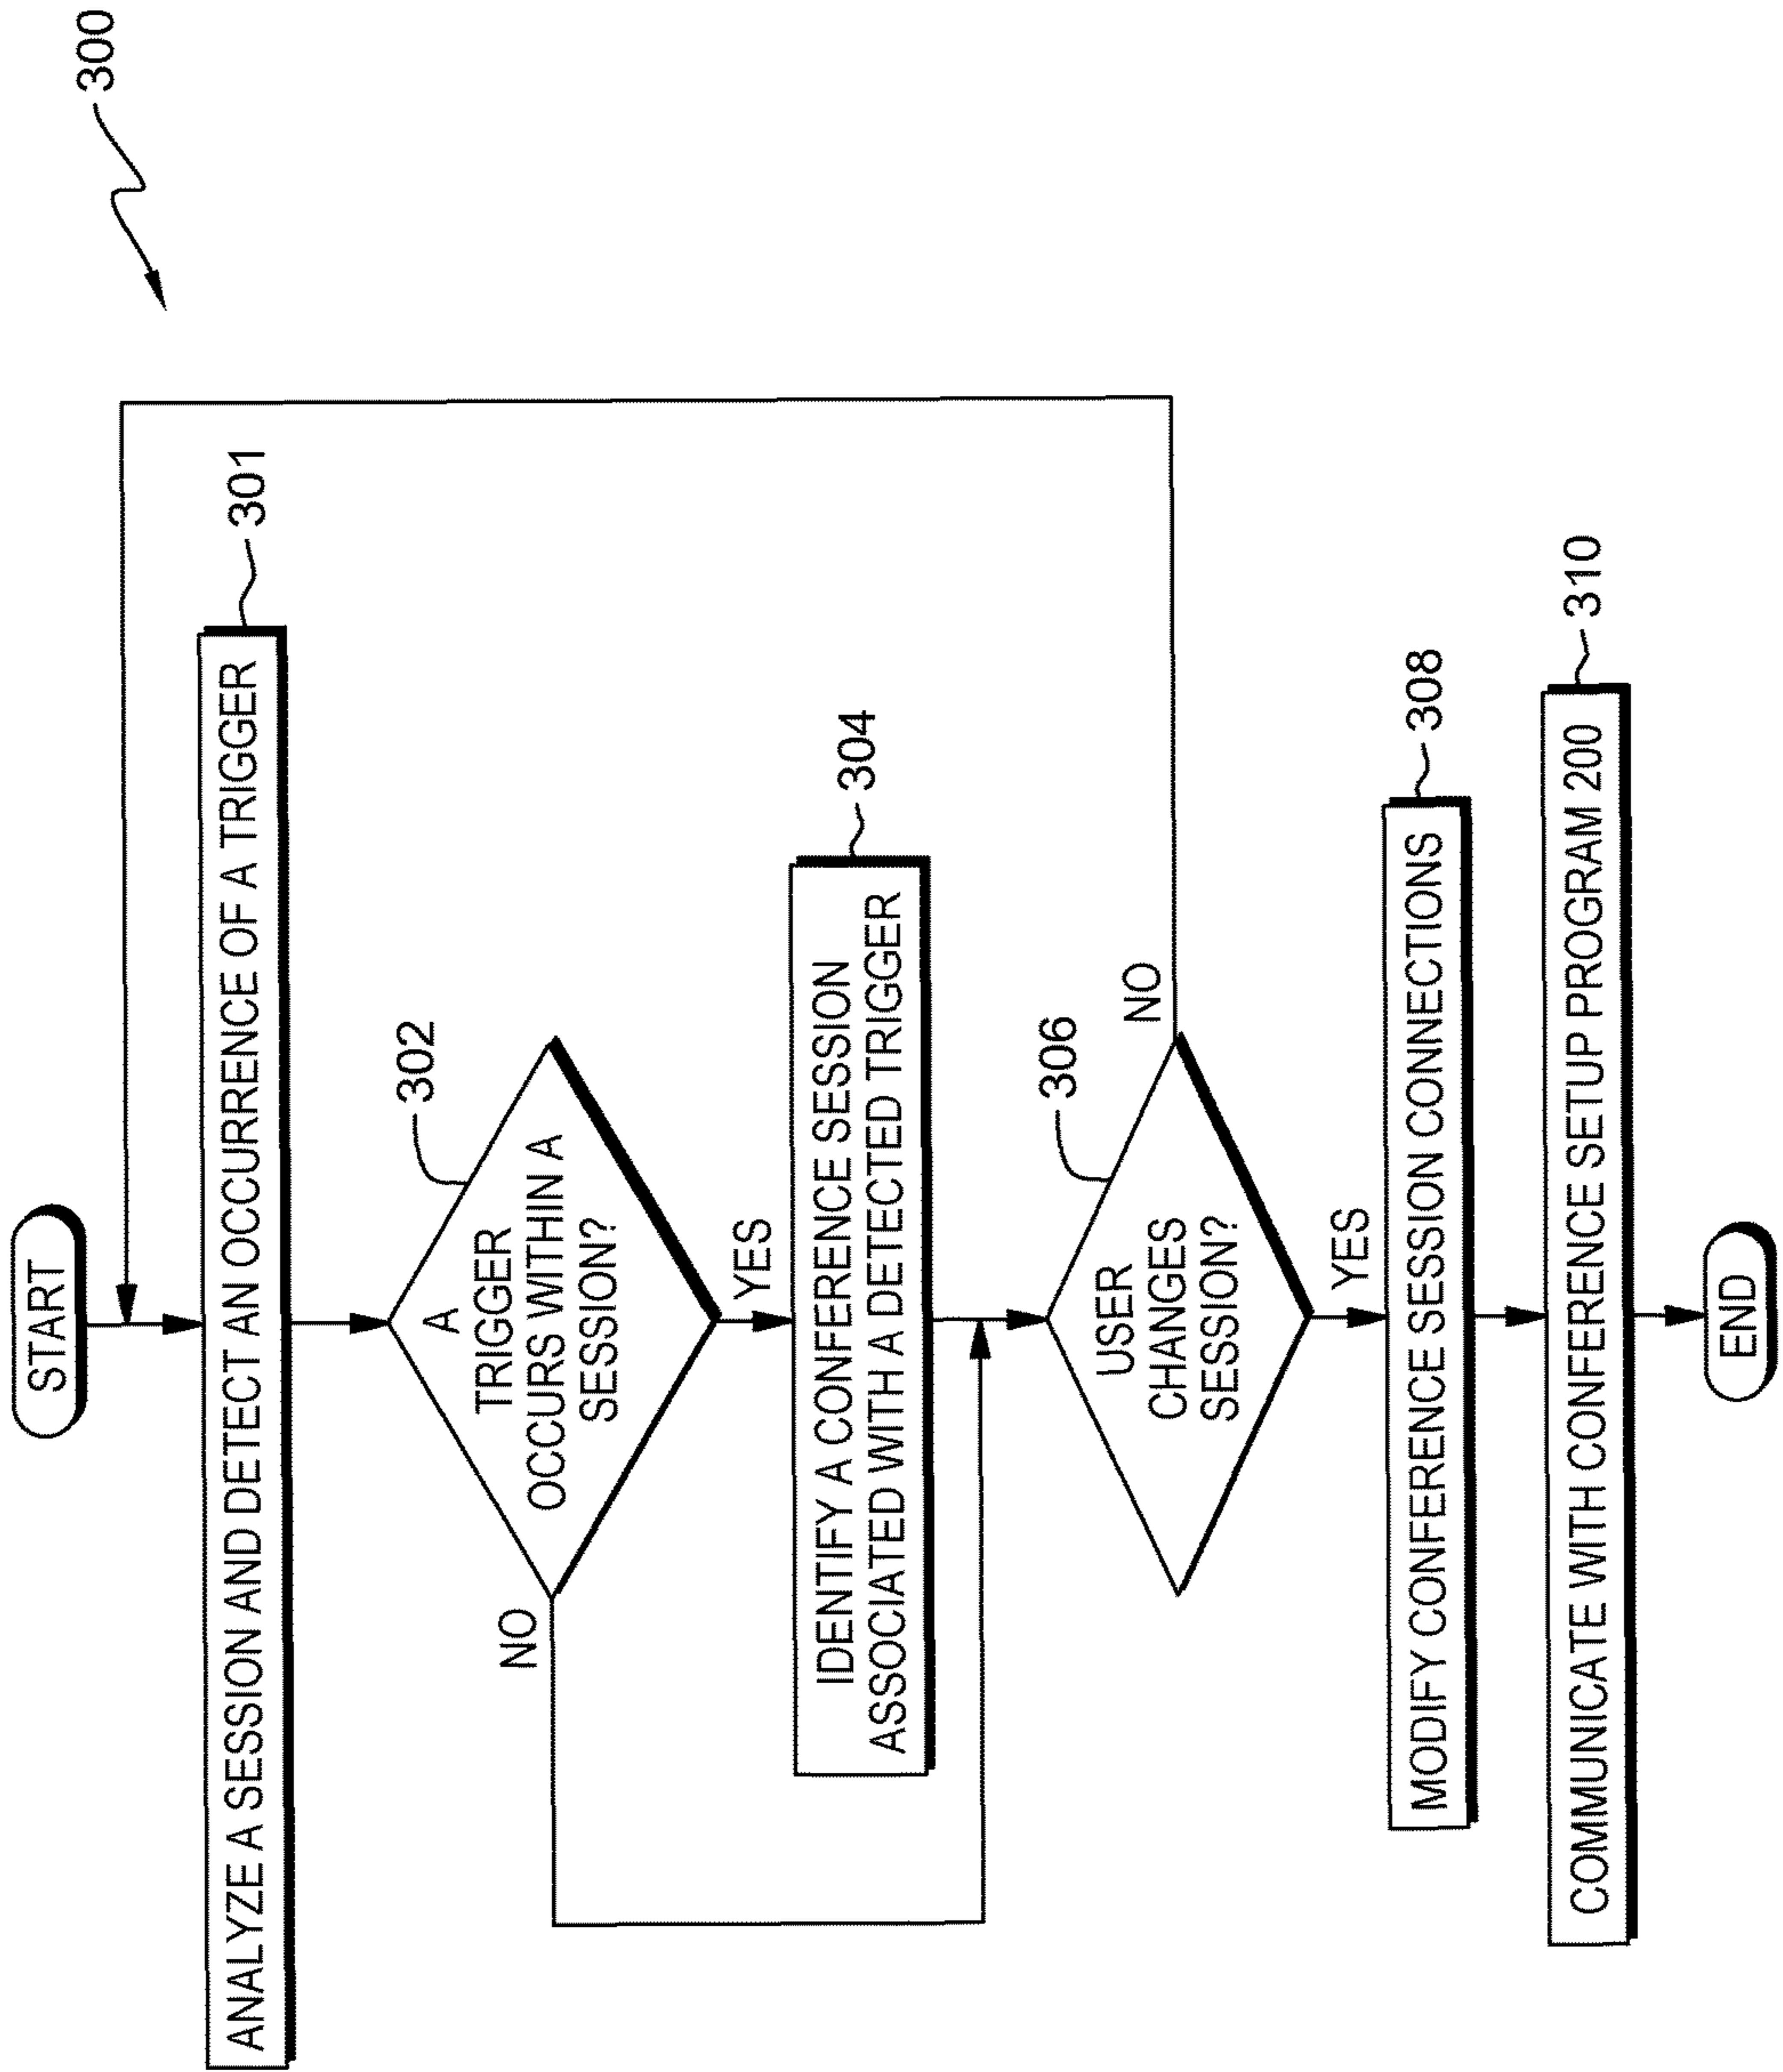 300
START
ANALYZE A SESSION AND DETECT AN OCCURRENCE OF A TRIGGER
301
302
A
TRIGGER
OCCURS WITHIN A
SESSION?
NO
YES
IDENTIFY A CONFERENCE SESSION
ASSOCIATED WITH A DETECTED TRIGGER
304
306
USER
CHANGES
SESSION?
NO
YES
MODIFY CONFERENCE SESSION CONNECTIONS
308
COMMUNICATE WITH CONFERENCE SETUP PROGRAM 200
310
END